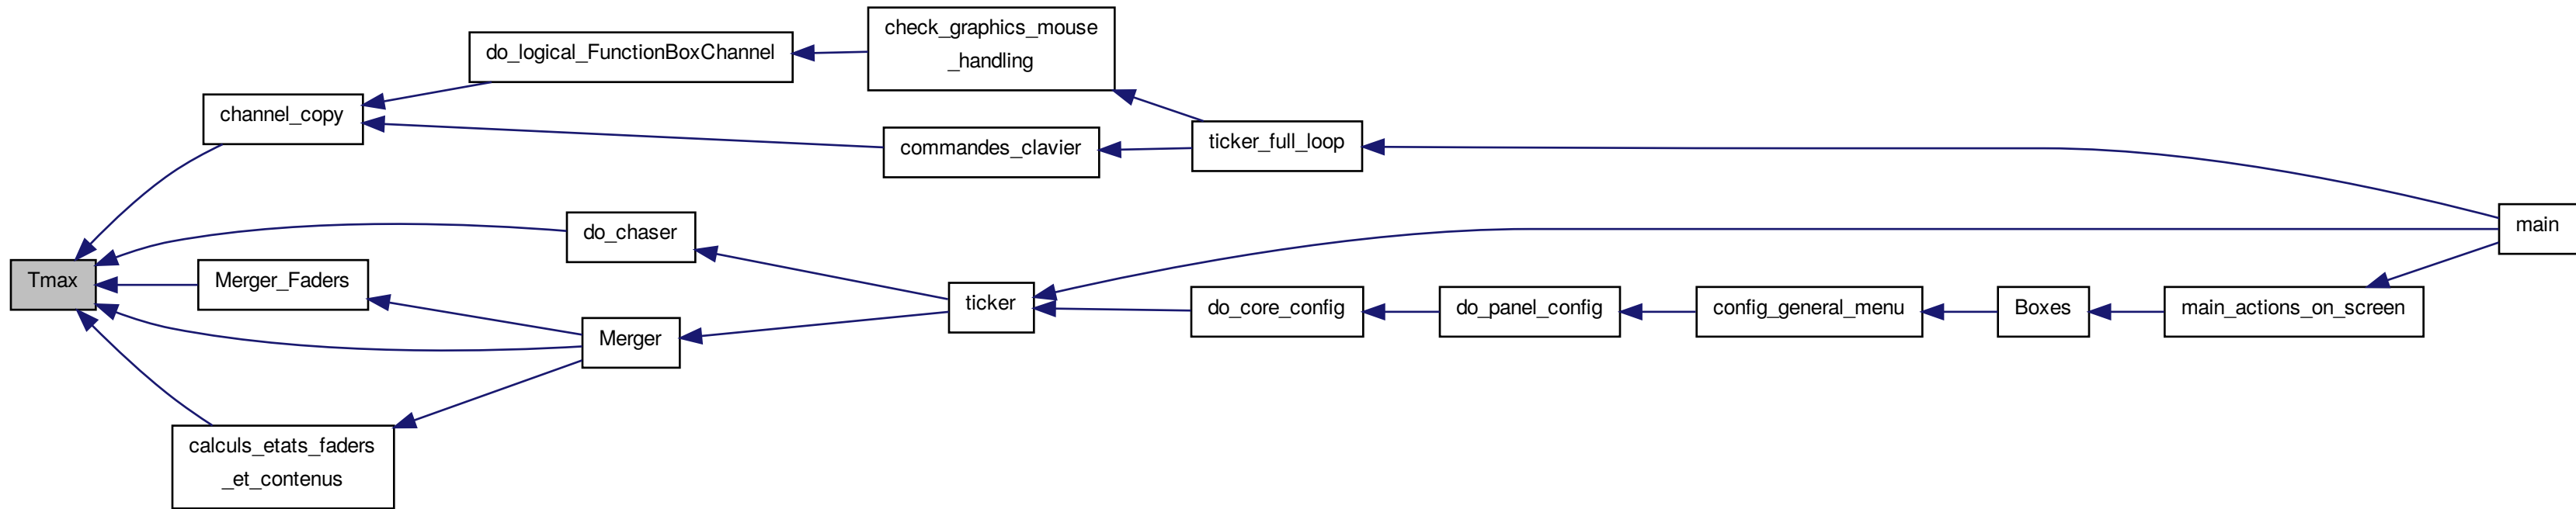 check_graphics_mouse
_handling
do_logical_FunctionBoxChannel
channel_copy
commandes_clavier
ticker_full_loop
main
do_chaser
Tmax
Merger_Faders
ticker
do_core_config
do_panel_config
config_general_menu
Boxes
main_actions_on_screen
Merger
calculs_etats_faders
_et_contenus